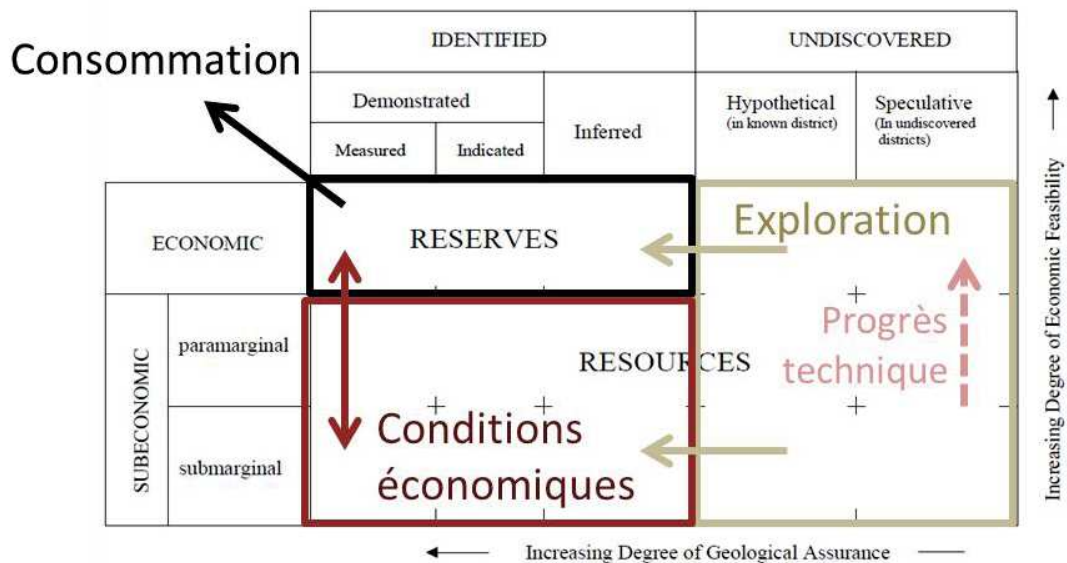 IDENTIFIED
UNDISCOVERED
Consommation
Demonstrated
Inferred
Hypothetical
(in known district)
Speculative
(In undiscovered
districts)
Measured
Indicated
ECONOMIC
RESERVES
Exploration
SUBECONOMIC
paramarginal
RESOURCES
Progrès
technique
submarginal
Conditions
économiques
Increasing Degree of Economic Feasibility
Increasing Degree of Geological Assurance